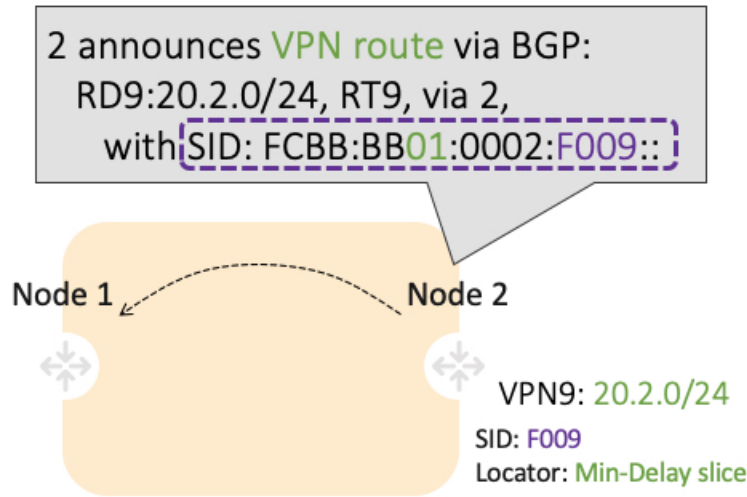 2 announces VPN route via BGP:
RD9:20.2.0/24, RT9, via 2,
with SID: FCBB:BB01:0002:F009::
Node 1
Node 2
VPN9: 20.2.0/24
SID: F009
Locator: Min-Delay slice